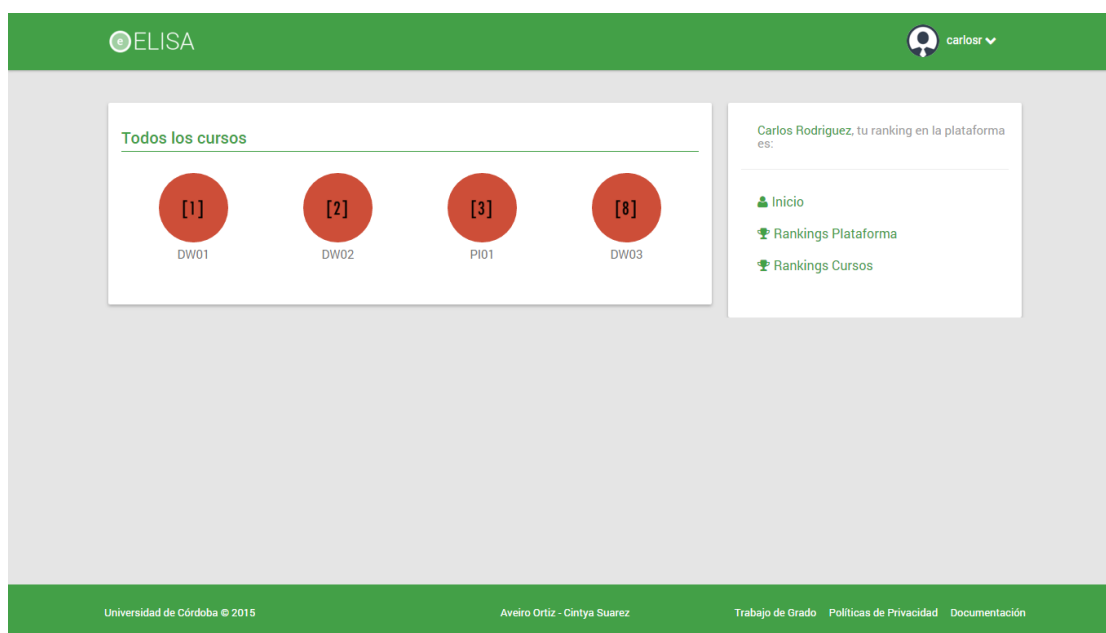 e ELISA
carlosr
Todos los cursos
[1] [2] [3] [8]
DW01 DW02 PI01 DW03
Carlos Rodriguez, tu ranking en la plataforma
es:
Inicio
Rankings Plataforma
Rankings Cursos
Universidad de Córdoba © 2015
Aveiro Ortiz - Cintya Suarez
Trabajo de Grado Políticas de Privacidad Documentación